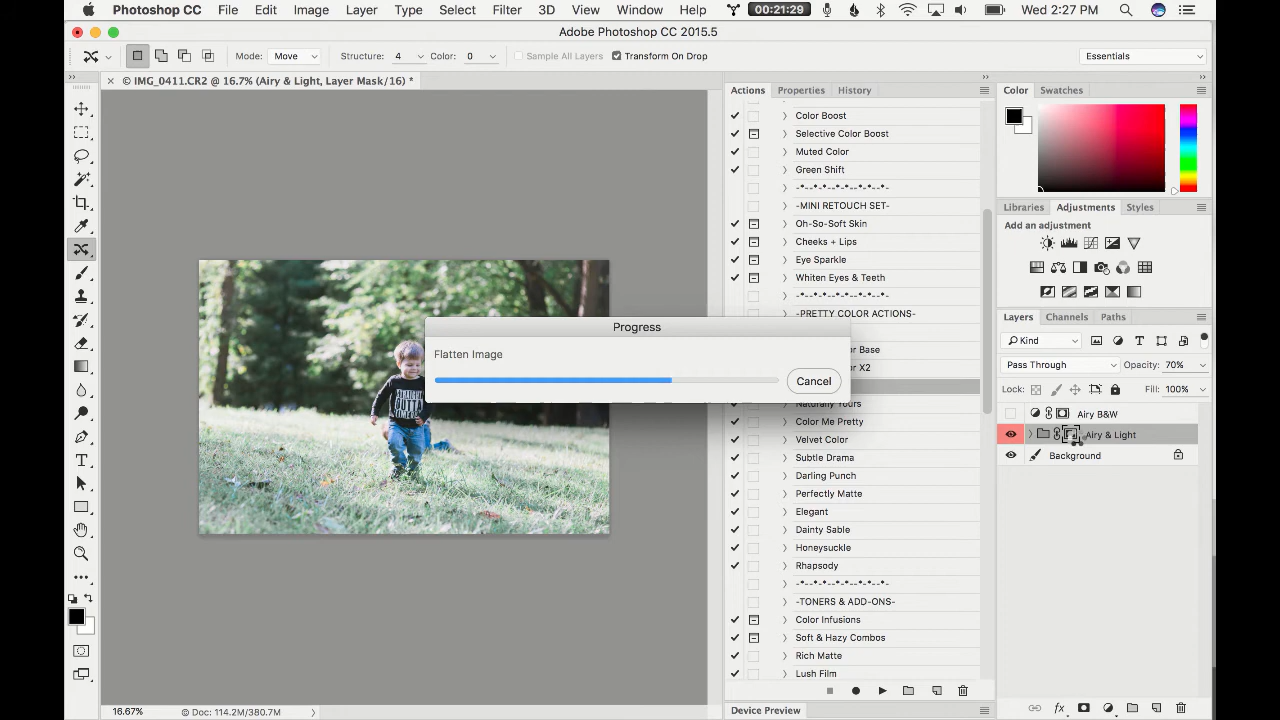 Photoshop CC File Edit Image Layer Type Select Filter 3D View Window Help 00:21:29 Wed 2:27 PM
Adobe Photoshop CC 2015.5
Mode: Move Structure: 4 Color: 0 Sample All Layers Transform On Drop Essentials
© IMG_0411.CR2 @ 16.7% (Airy & Light, Layer Mask/16) *
Actions Properties History
Color Swatches
Color Boost
Selective Color Boost
Muted Color
Green Shift
-*--*-*--*-*--*-*--*-
-MINI RETOUCH SET-
Oh-So-Soft Skin
Cheeks + Lips
Eye Sparkle
Whiten Eyes & Teeth
-*--*-*--*-*--*-*--*-
-PRETTY COLOR ACTIONS-
Progress
Flatten Image
Cancel
or Base
r X2
Naturally Yours
Color Me Pretty
Velvet Color
Subtle Drama
Darling Punch
Perfectly Matte
Elegant
Dainty Sable
Honeysuckle
Rhapsody
-*--*-*--*-*--*-*--*-
-TONERS & ADD-ONS-
Color Infusions
Soft & Hazy Combos
Rich Matte
Lush Film
Device Preview
Libraries Adjustments Styles
Add an adjustment
Layers Channels Paths
Kind
Pass Through Opacity: 70%
Lock: Fill: 100%
Airy B&W
Airy & Light
Background
STRAIGHT
OUTTA
TIMEOUT
16.67% Doc: 114.2M/380.7M